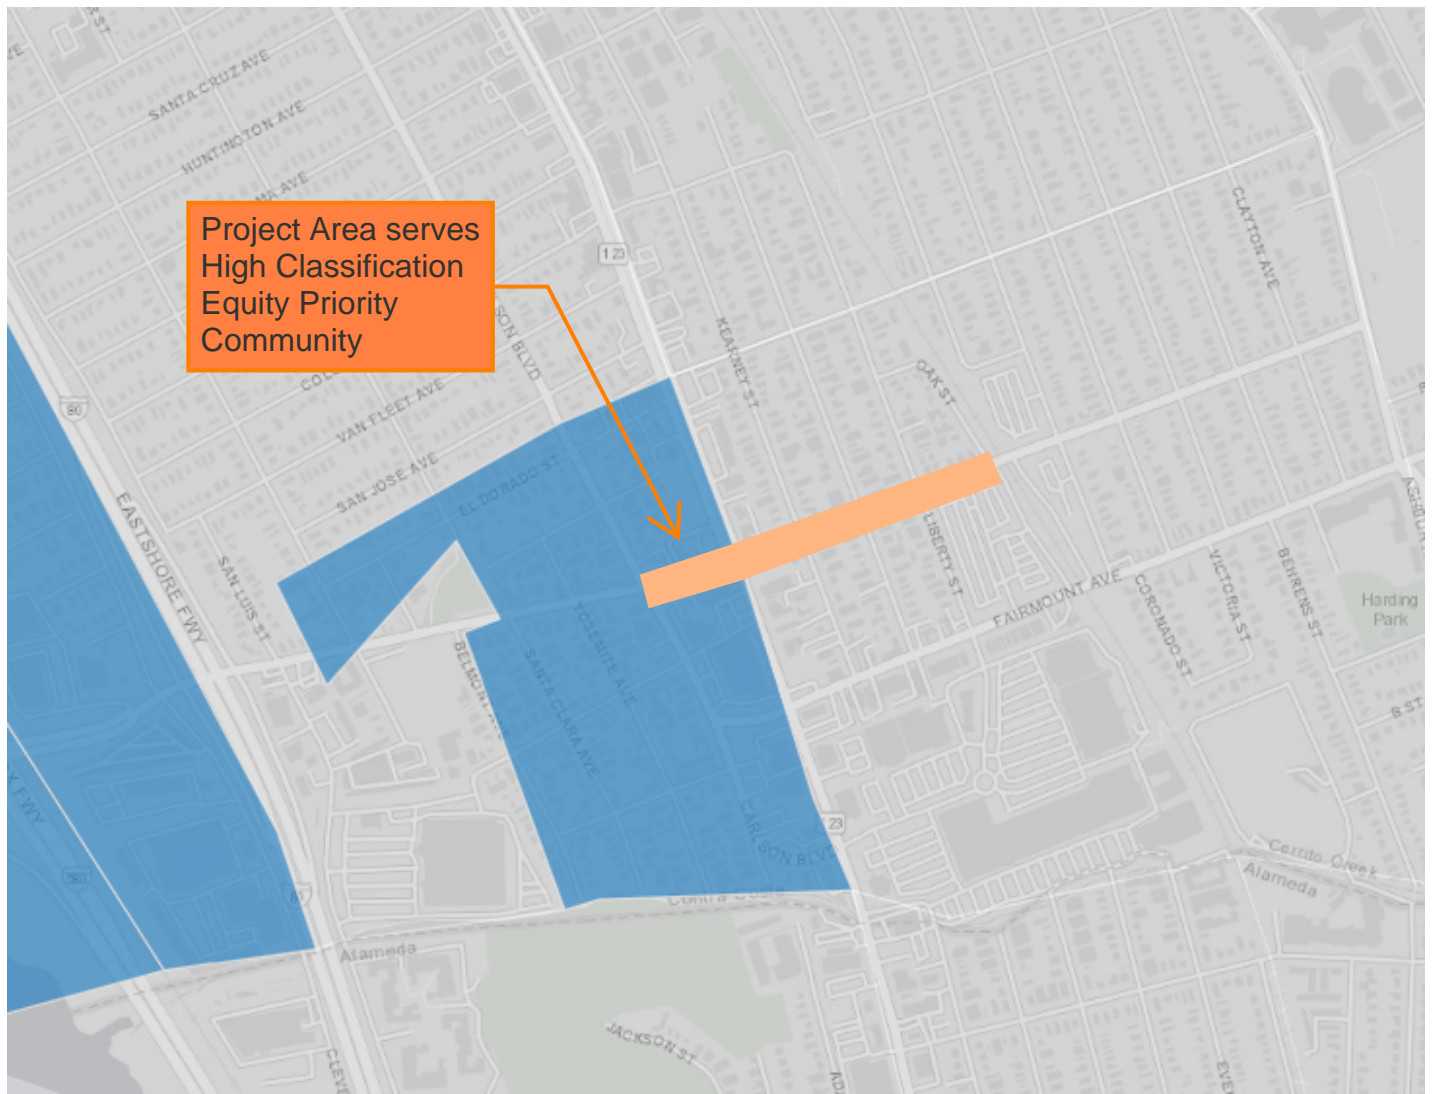 SANTA CRUZ AVE
HUNTINGTON AVE
Project Area serves
High Classification
Equity Priority
Community
123
CLAYTON AVE
KEARNEY ST
OAK ST
80
VAN FLEET AVE
SAN JOSE AVE
EL DORADO ST
EASTSHORE FWY
SAN LUIS ST
LIBERTY ST
FAIRMOUNT AVE
VICTORIA ST
BEHRENS ST
CORONADO ST
Harding
Park
YOSEMITE AVE
SANTA CLARA AVE
B ST
CARLSON BLVD
580
80
Contra Costa
Cerrito Creek
Alameda
Alameda
JACKSON ST